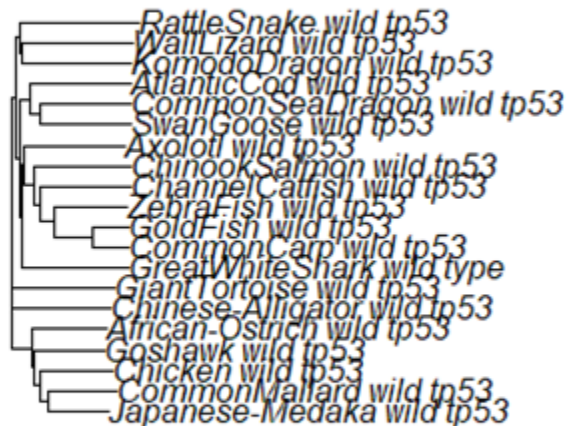 RattleSnake wild tp53
WallLizard wild tp53
KomodoDragon wild tp53
AtlanticCod wild tp53
CommonSeaDragon wild tp53
SwanGoose wild tp53
Axolotl wild tp53
ChinookSalmon wild tp53
ChannelCatfish wild tp53
ZebraFish wild tp53
GoldFish wild tp53
CommonCarp wild tp53
GreatWhiteShark wild type
GiantTortoise wild tp53
Chinese-Alligator wild tp53
African-Ostrich wild tp53
Goshawk wild tp53
Chicken wild tp53
CommonMallard wild tp53
Japanese-Medaka wild tp53